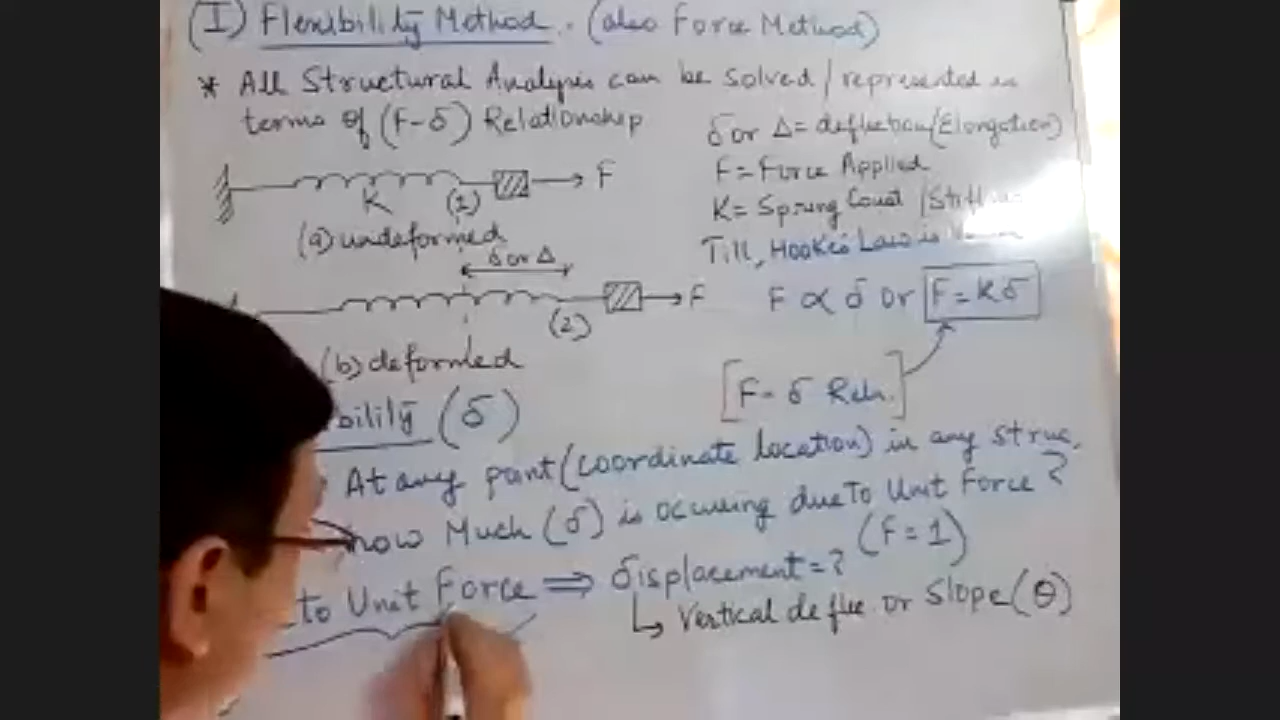 (I) Flexibility Method. (also Force Method)
* All Structural Analysis can be solved / represented in
terms of (F-δ) Relationship
δ or Δ = deflection (Elongation)
F = Force Applied
K = Spring Const / Stiff
Till, Hooke's Law is
K (1) F
(a) undeformed
δ or Δ
(2) F
F ∝ δ or F = Kδ
(b) deformed
[F-δ Reln.]
bility (δ)
At any point (coordinate location) in any struc.
how Much (δ) is occuring due To Unit Force?
(F = 1)
to Unit Force ⟹ δisplacement = ?
↳ Vertical deflec. or Slope (θ)